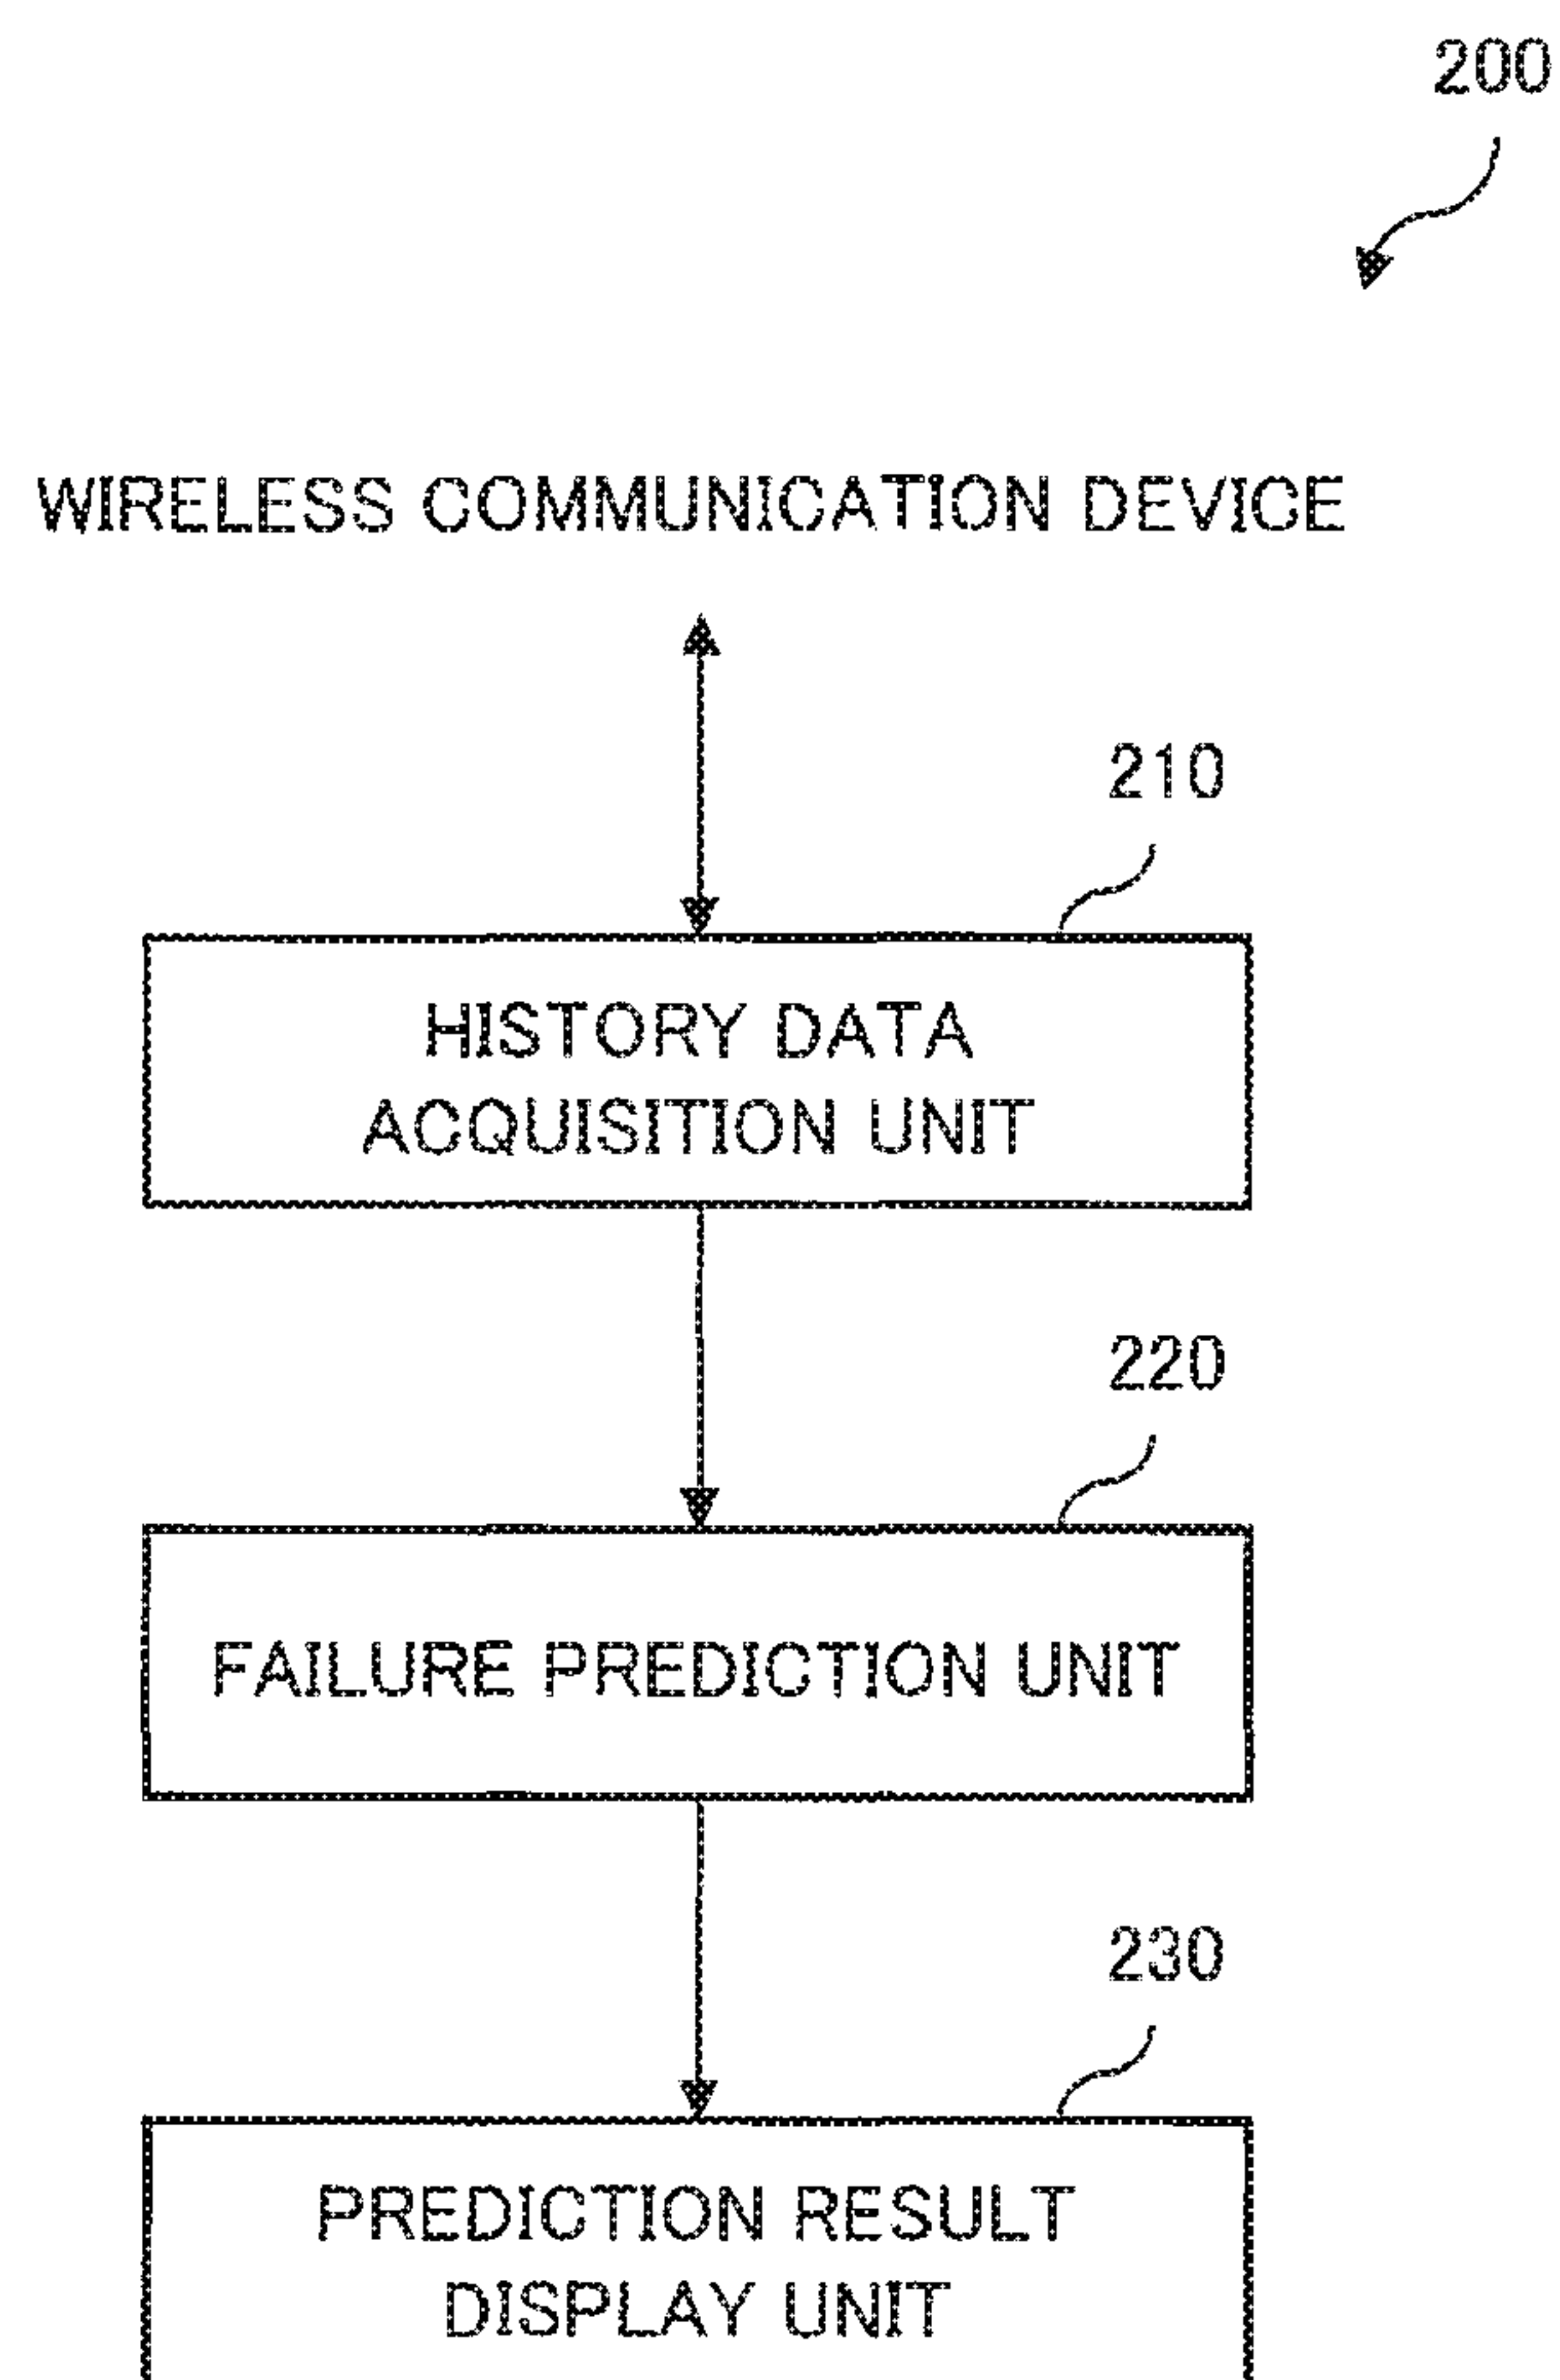 200
WIRELESS COMMUNICATION DEVICE
210
HISTORY DATA
ACQUISITION UNIT
220
FAILURE PREDICTION UNIT
230
PREDICTION RESULT
DISPLAY UNIT